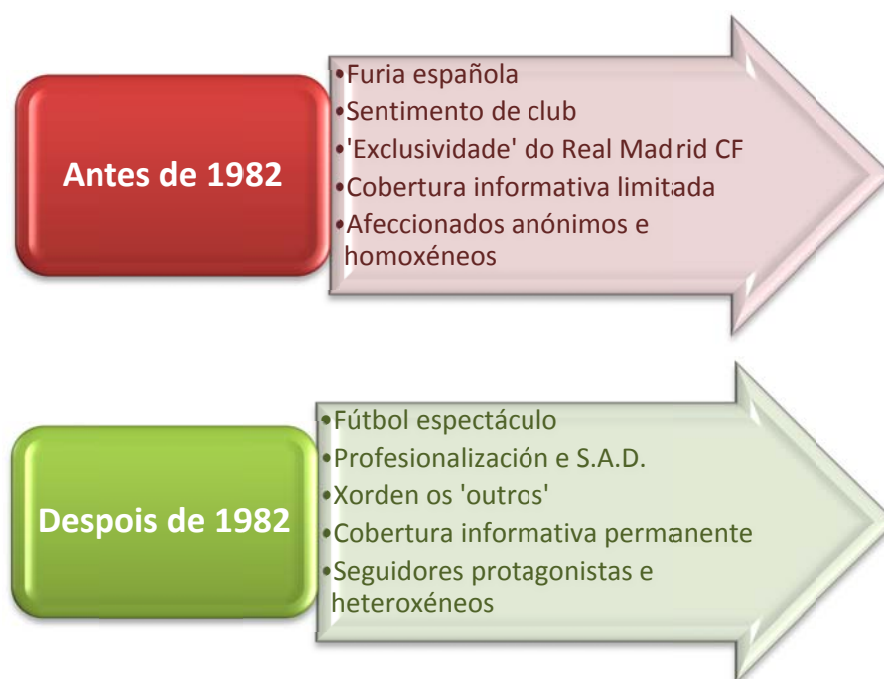 Antes de 1982
•Furia española
•Sentimento de club
•'Exclusividade' do Real Madrid CF
•Cobertura informativa limitada
•Afeccionados anónimos e
homoxéneos
Despois de 1982
•Fútbol espectáculo
•Profesionalización e S.A.D.
•Xorden os 'outros'
•Cobertura informativa permanente
•Seguidores protagonistas e
heteroxéneos